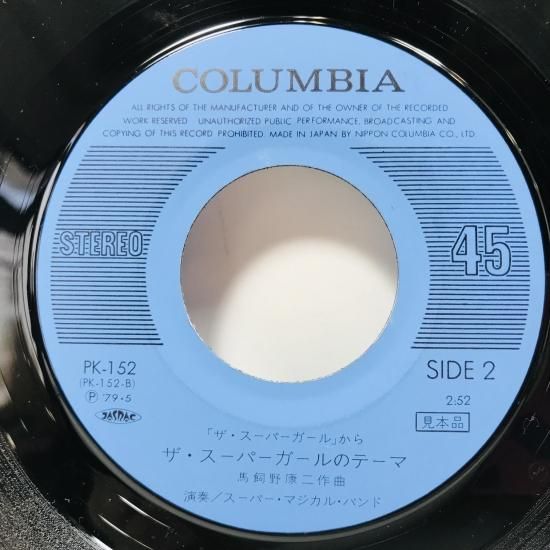 COLUMBIA
ALL RIGHTS OF THE MANUFACTURER AND OF THE OWNER OF THE RECORDED
WORK RESERVED UNAUTHORIZED PUBLIC PERFORMANCE, BROADCASTING AND
COPYING OF THIS RECORD PROHIBITED. MADE IN JAPAN BY NIPPON COLUMBIA CO., LTD.
STEREO
45
PK-152
(PK-152-B)
Ⓟ '79・5
JASRAC
SIDE 2
2.52
見本品
「ザ・スーパーガール」から
ザ・スーパーガールのテーマ
馬飼野康二作曲
演奏/スーパー・マジカル・バンド